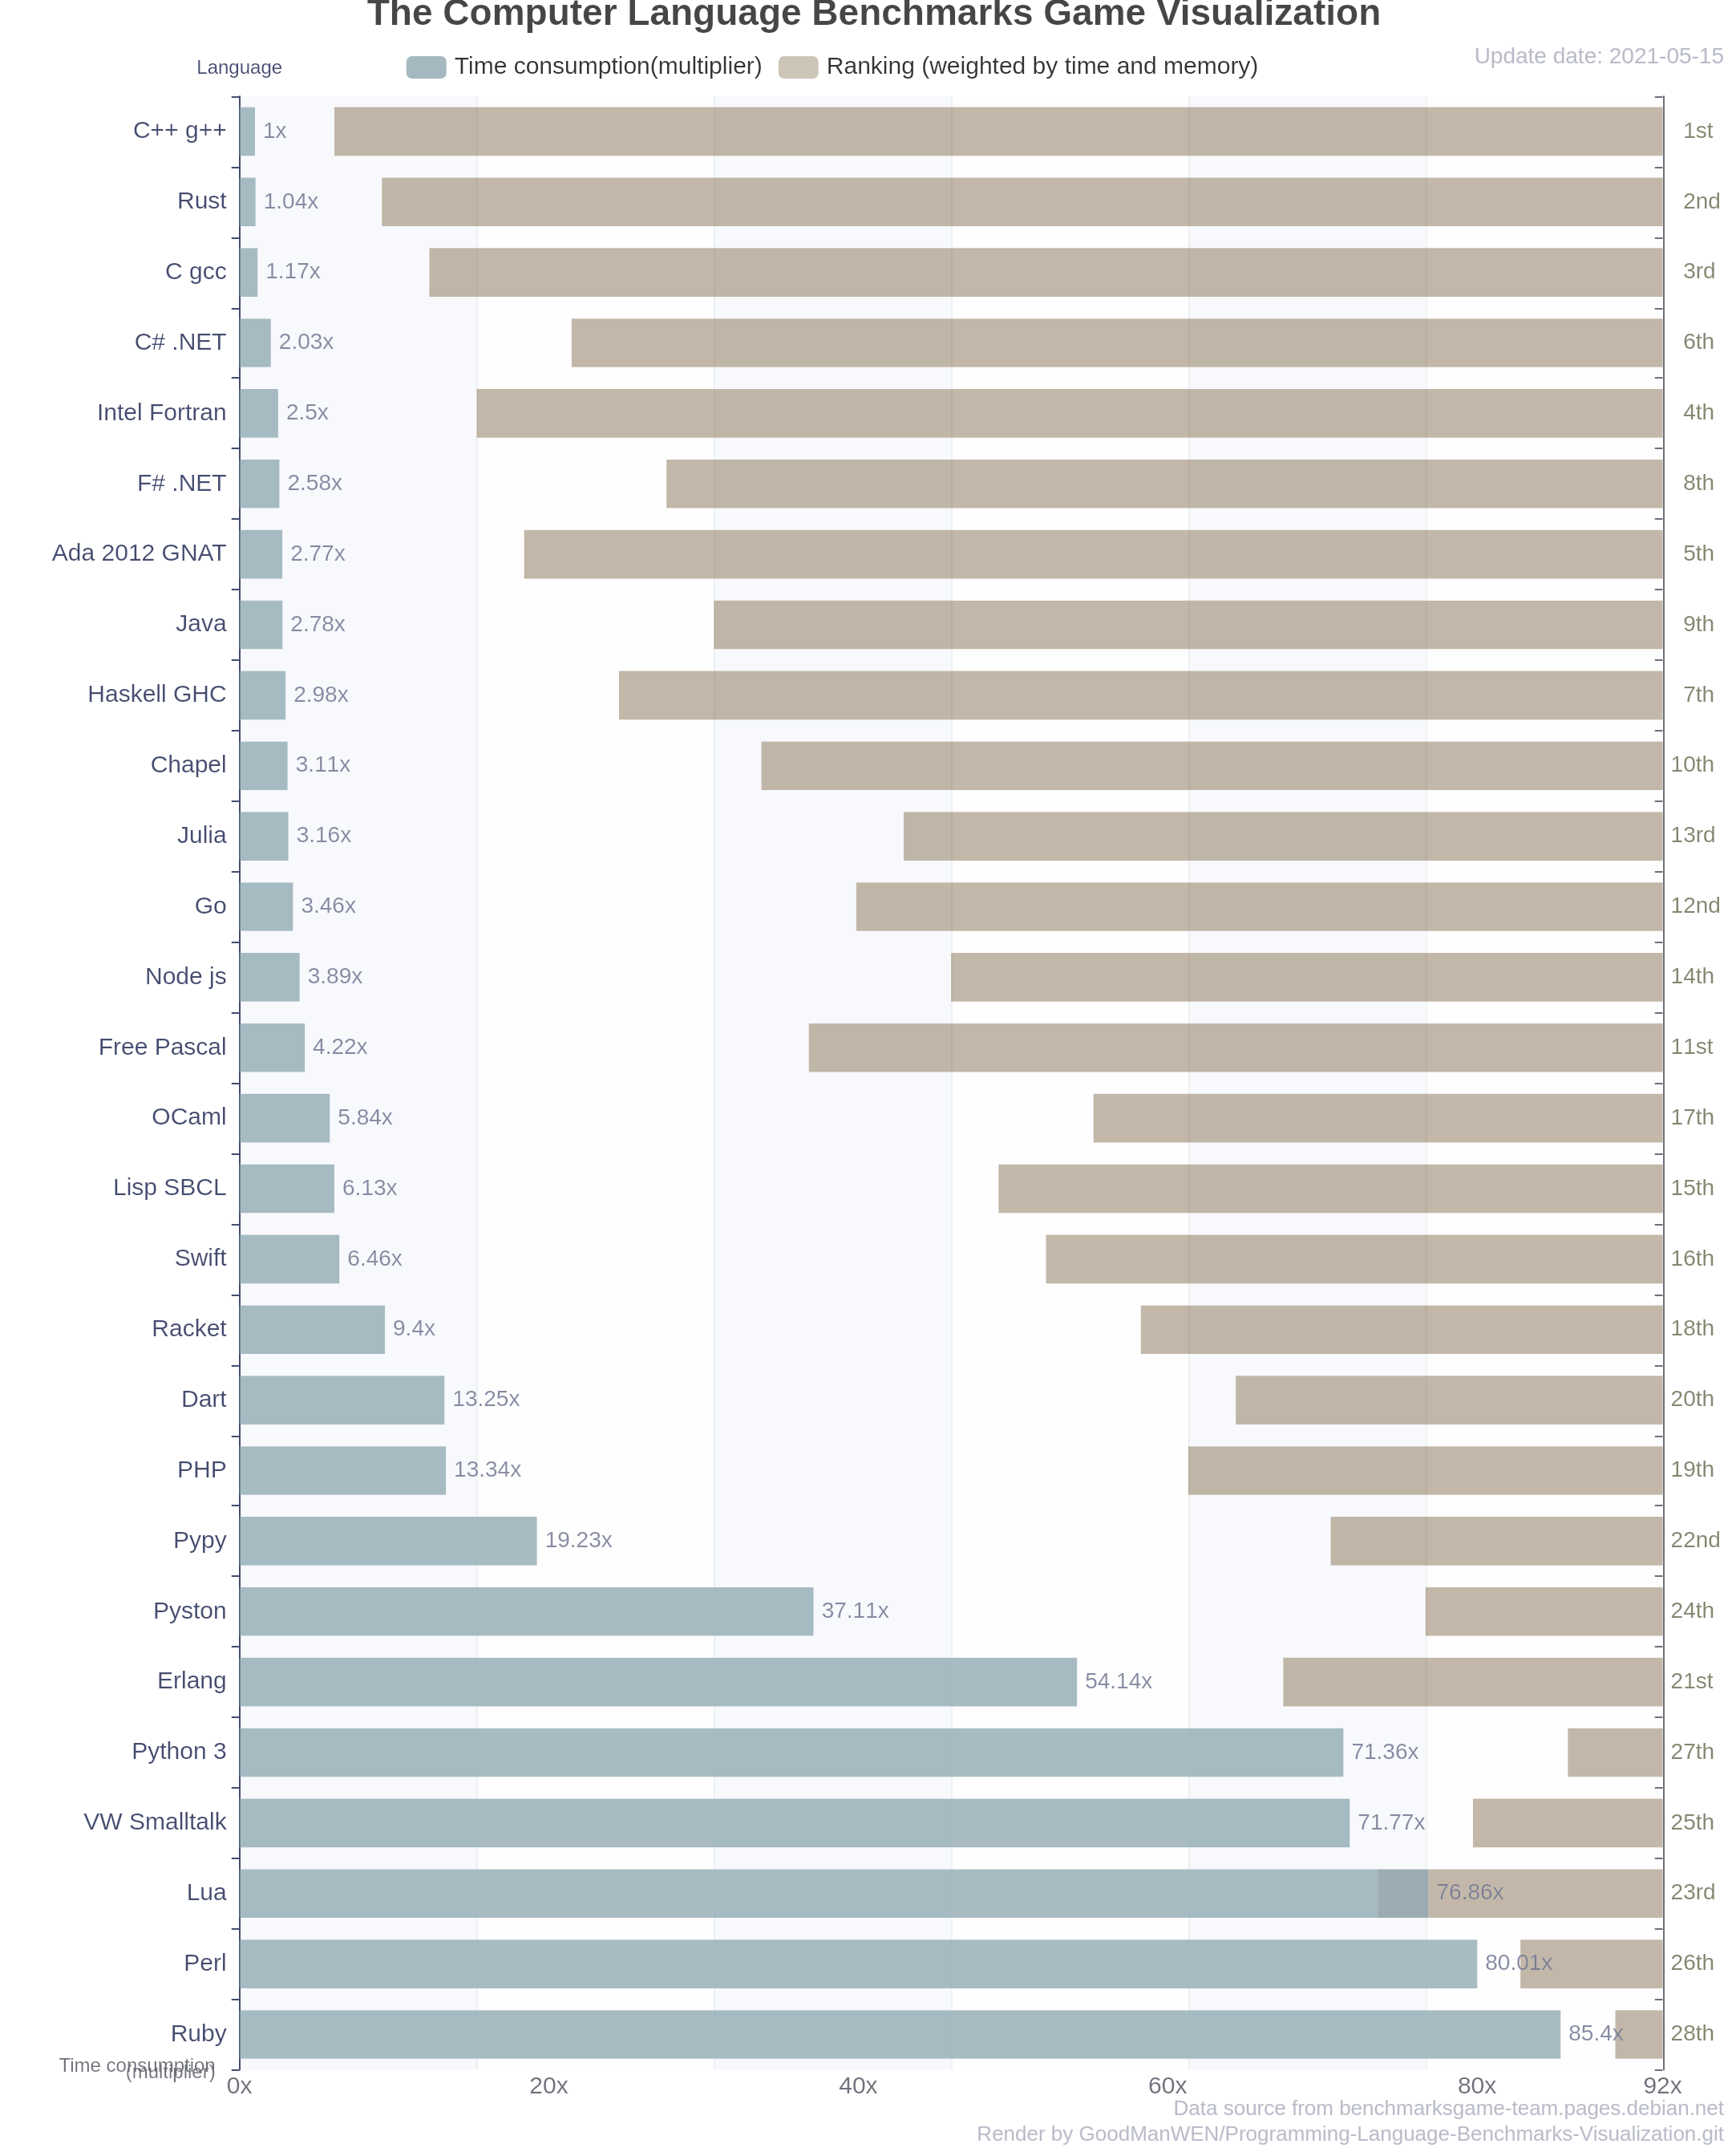 The Computer Language Benchmarks Game Visualization
Language
Time consumption(multiplier) Ranking (weighted by time and memory)
Update date: 2021-05-15
C++ g++ 1x 1st
Rust 1.04x 2nd
C gcc 1.17x 3rd
C# .NET 2.03x 6th
Intel Fortran 2.5x 4th
F# .NET 2.58x 8th
Ada 2012 GNAT 2.77x 5th
Java 2.78x 9th
Haskell GHC 2.98x 7th
Chapel 3.11x 10th
Julia 3.16x 13rd
Go 3.46x 12nd
Node js 3.89x 14th
Free Pascal 4.22x 11st
OCaml 5.84x 17th
Lisp SBCL 6.13x 15th
Swift 6.46x 16th
Racket 9.4x 18th
Dart 13.25x 20th
PHP 13.34x 19th
Pypy 19.23x 22nd
Pyston 37.11x 24th
Erlang 54.14x 21st
Python 3 71.36x 27th
VW Smalltalk 71.77x 25th
Lua 76.86x 23rd
Perl 80.01x 26th
Ruby 85.4x 28th
Time consumption
(multiplier)
0x 20x 40x 60x 80x 92x
Data source from benchmarksgame-team.pages.debian.net
Render by GoodManWEN/Programming-Language-Benchmarks-Visualization.git